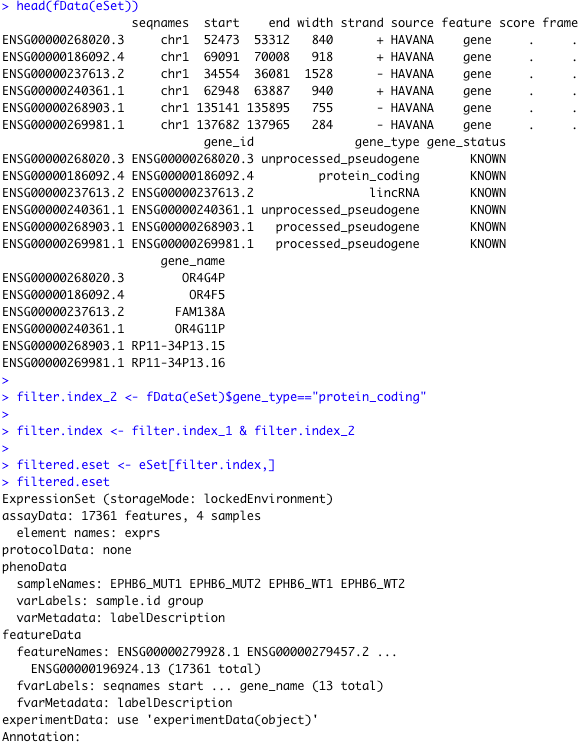 > head(fData(eSet))
                  seqnames  start    end width strand source feature score frame
ENSG00000268020.3     chr1  52473  53312   840      + HAVANA    gene     .     .
ENSG00000186092.4     chr1  69091  70008   918      + HAVANA    gene     .     .
ENSG00000237613.2     chr1  34554  36081  1528      - HAVANA    gene     .     .
ENSG00000240361.1     chr1  62948  63887   940      + HAVANA    gene     .     .
ENSG00000268903.1     chr1 135141 135895   755      - HAVANA    gene     .     .
ENSG00000269981.1     chr1 137682 137965   284      - HAVANA    gene     .     .
                            gene_id              gene_type gene_status
ENSG00000268020.3 ENSG00000268020.3 unprocessed_pseudogene       KNOWN
ENSG00000186092.4 ENSG00000186092.4         protein_coding       KNOWN
ENSG00000237613.2 ENSG00000237613.2                lincRNA       KNOWN
ENSG00000240361.1 ENSG00000240361.1 unprocessed_pseudogene       KNOWN
ENSG00000268903.1 ENSG00000268903.1   processed_pseudogene       KNOWN
ENSG00000269981.1 ENSG00000269981.1   processed_pseudogene       KNOWN
                      gene_name
ENSG00000268020.3        OR4G4P
ENSG00000186092.4         OR4F5
ENSG00000237613.2       FAM138A
ENSG00000240361.1       OR4G11P
ENSG00000268903.1 RP11-34P13.15
ENSG00000269981.1 RP11-34P13.16
>
> filter.index_2 <- fData(eSet)$gene_type=="protein_coding"
>
> filter.index <- filter.index_1 & filter.index_2
>
> filtered.eset <- eSet[filter.index,]
> filtered.eset
ExpressionSet (storageMode: lockedEnvironment)
assayData: 17361 features, 4 samples
  element names: exprs
protocolData: none
phenoData
  sampleNames: EPHB6_MUT1 EPHB6_MUT2 EPHB6_WT1 EPHB6_WT2
  varLabels: sample.id group
  varMetadata: labelDescription
featureData
  featureNames: ENSG00000279928.1 ENSG00000279457.2 ...
    ENSG00000196924.13 (17361 total)
  fvarLabels: seqnames start ... gene_name (13 total)
  fvarMetadata: labelDescription
experimentData: use 'experimentData(object)'
Annotation: